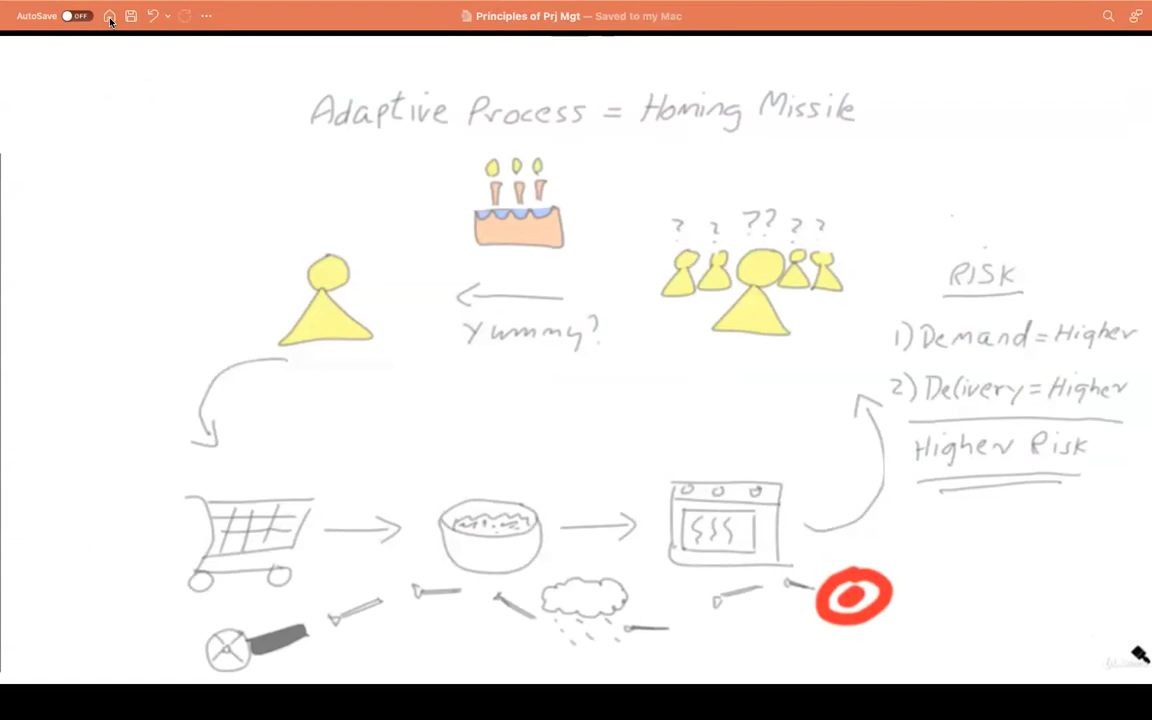 AutoSave OFF
Principles of Prj Mgt — Saved to my Mac
Adaptive Process = Homing Missile
? ? ?? ? ?
Yummy?
RISK
1) Demand = Higher
2) Delivery = Higher
Higher Risk